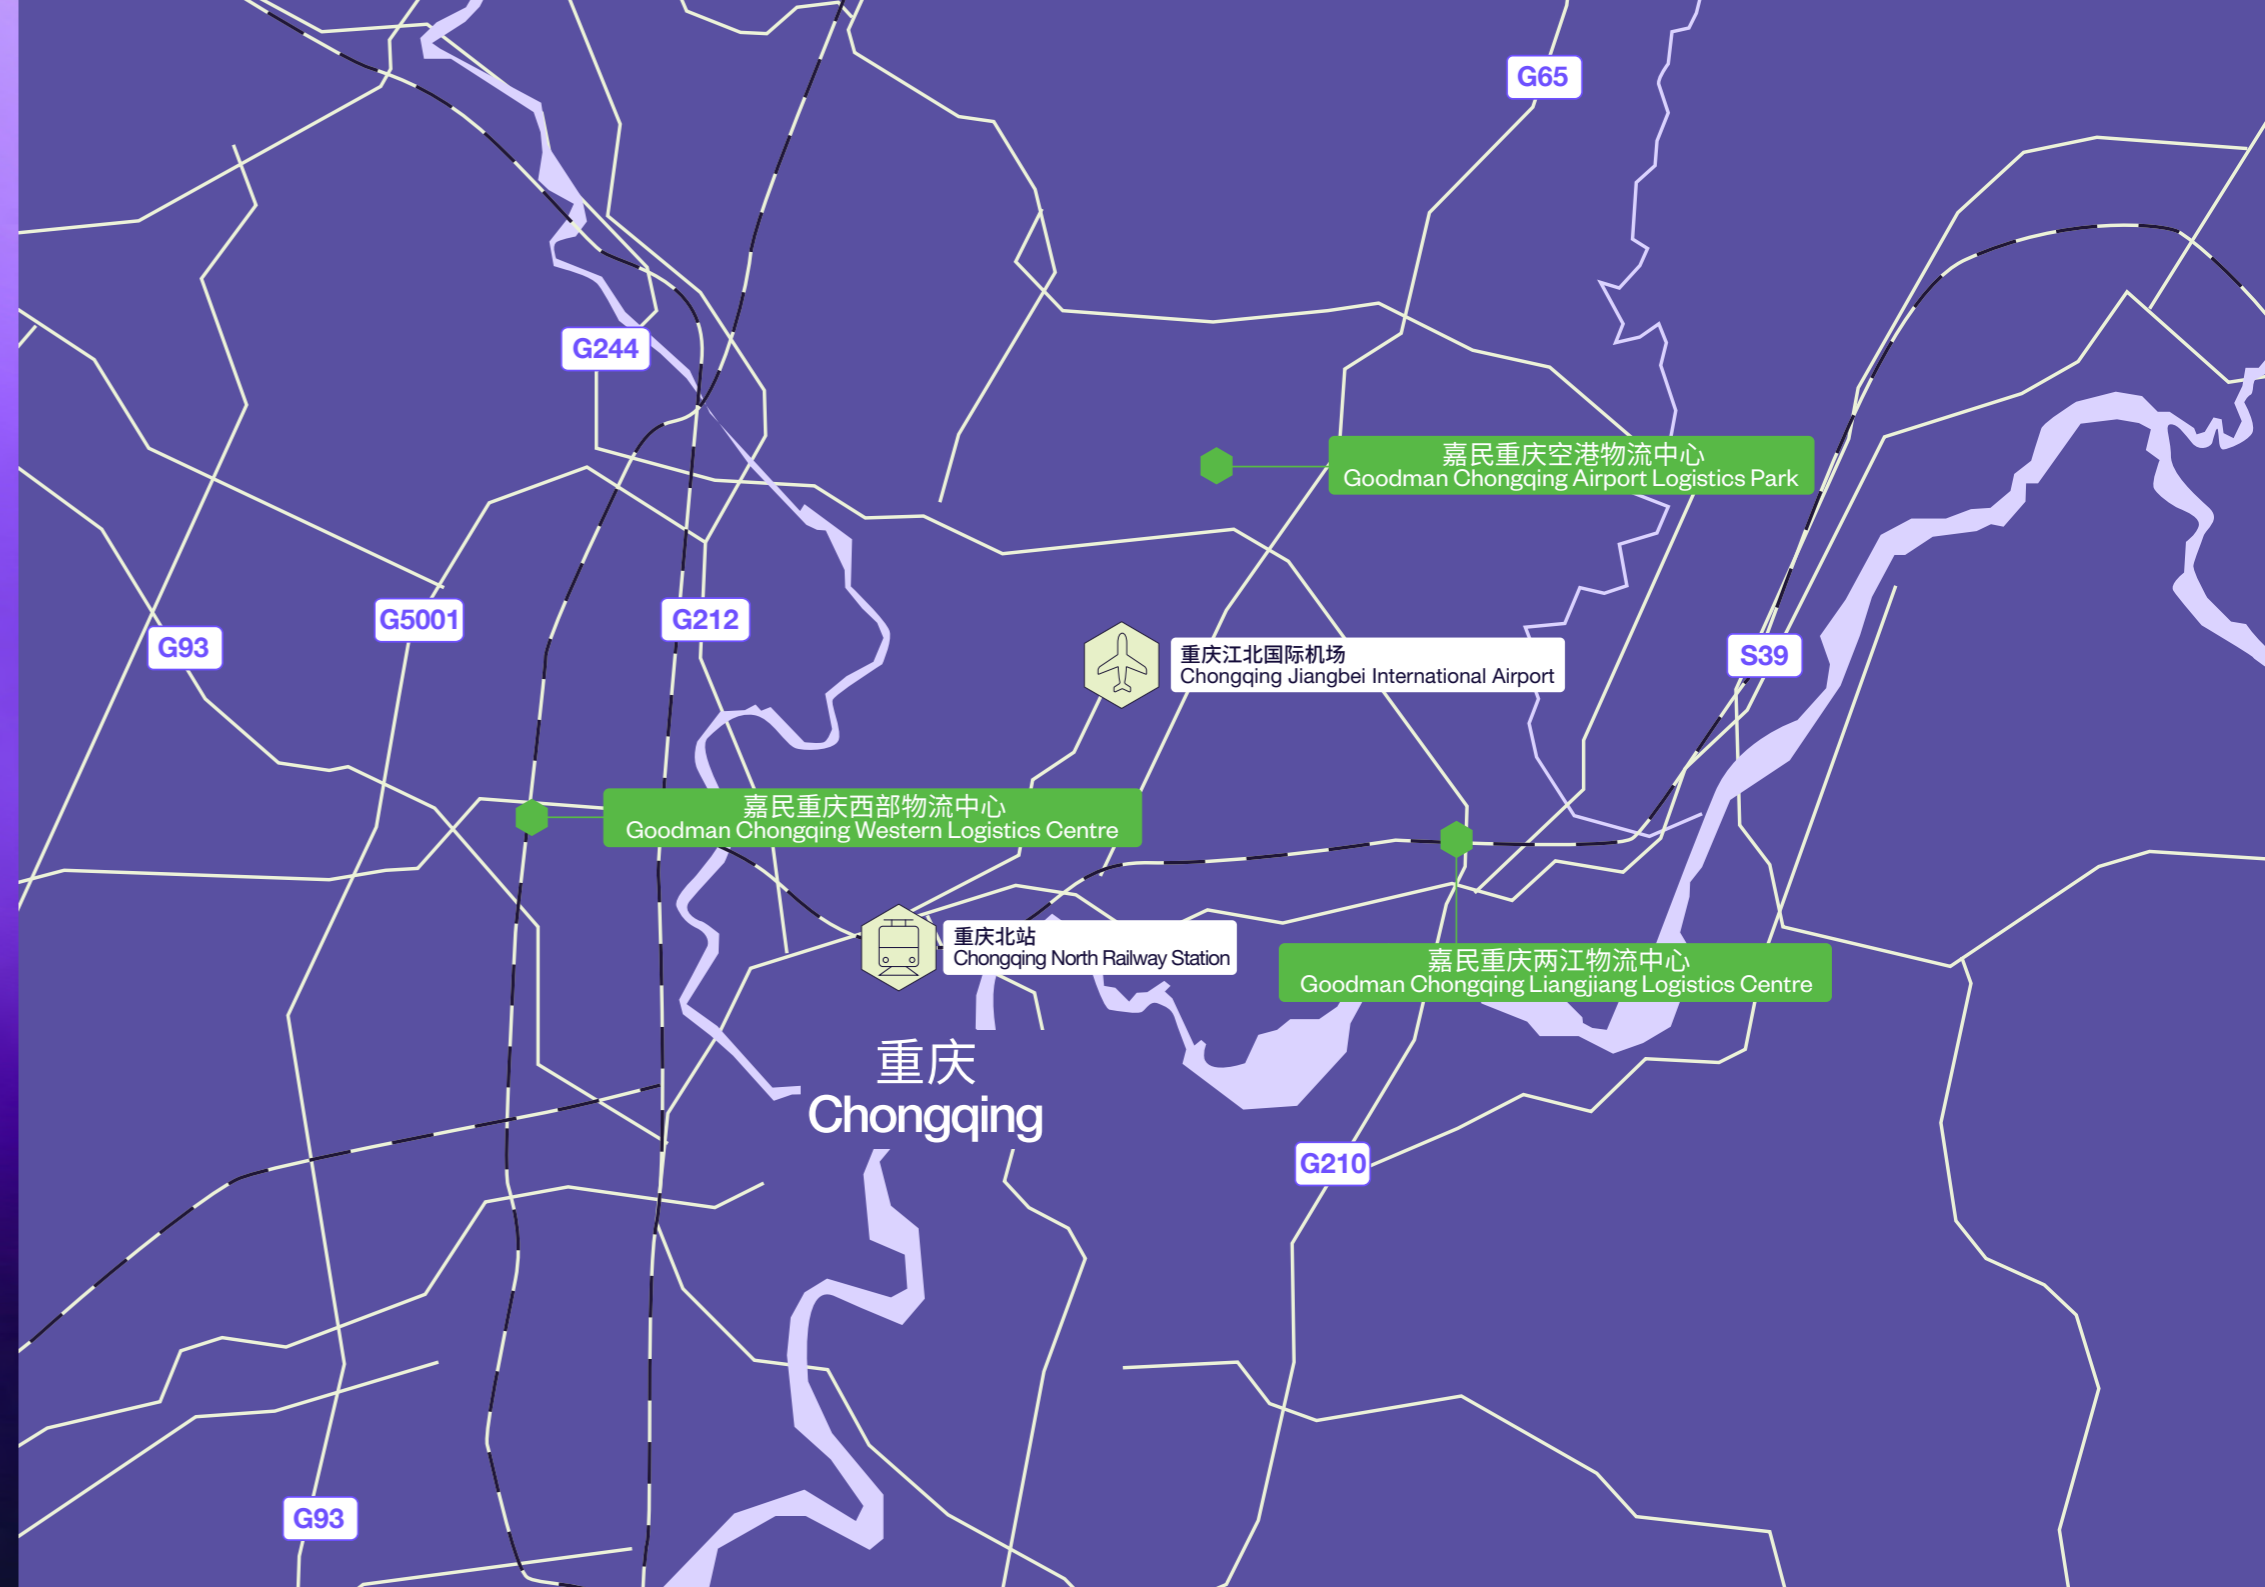 G65
G244
嘉民重庆空港物流中心
Goodman Chongqing Airport Logistics Park
G5001
G212
G93
重庆江北国际机场
Chongqing Jiangbei International Airport
S39
嘉民重庆西部物流中心
Goodman Chongqing Western Logistics Centre
重庆北站
Chongqing North Railway Station
嘉民重庆两江物流中心
Goodman Chongqing Liangjiang Logistics Centre
重庆
Chongqing
G210
G93